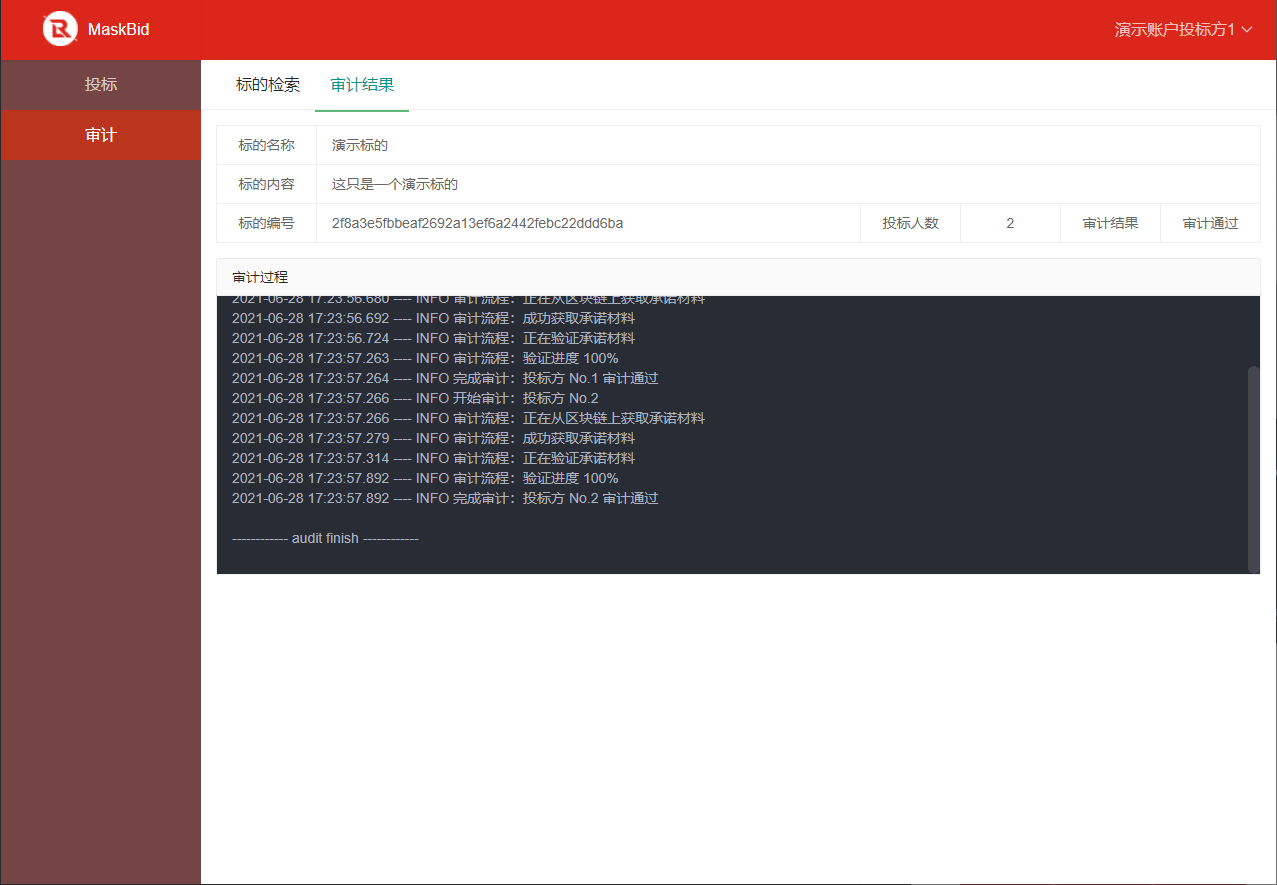 MaskBid
演示账户投标方1
投标
审计
标的检索 审计结果
标的名称 演示标的
标的内容 这只是一个演示标的
标的编号 2f8a3e5fbbeaf2692a13ef6a2442febc22ddd6ba 投标人数 2 审计结果 审计通过
审计过程
2021-06-28 17:23:56.680 ---- INFO 审计流程：正在从区块链上获取承诺材料
2021-06-28 17:23:56.692 ---- INFO 审计流程：成功获取承诺材料
2021-06-28 17:23:56.724 ---- INFO 审计流程：正在验证承诺材料
2021-06-28 17:23:57.263 ---- INFO 审计流程：验证进度 100%
2021-06-28 17:23:57.264 ---- INFO 完成审计：投标方 No.1 审计通过
2021-06-28 17:23:57.266 ---- INFO 开始审计：投标方 No.2
2021-06-28 17:23:57.266 ---- INFO 审计流程：正在从区块链上获取承诺材料
2021-06-28 17:23:57.279 ---- INFO 审计流程：成功获取承诺材料
2021-06-28 17:23:57.314 ---- INFO 审计流程：正在验证承诺材料
2021-06-28 17:23:57.892 ---- INFO 审计流程：验证进度 100%
2021-06-28 17:23:57.892 ---- INFO 完成审计：投标方 No.2 审计通过
------------ audit finish ------------